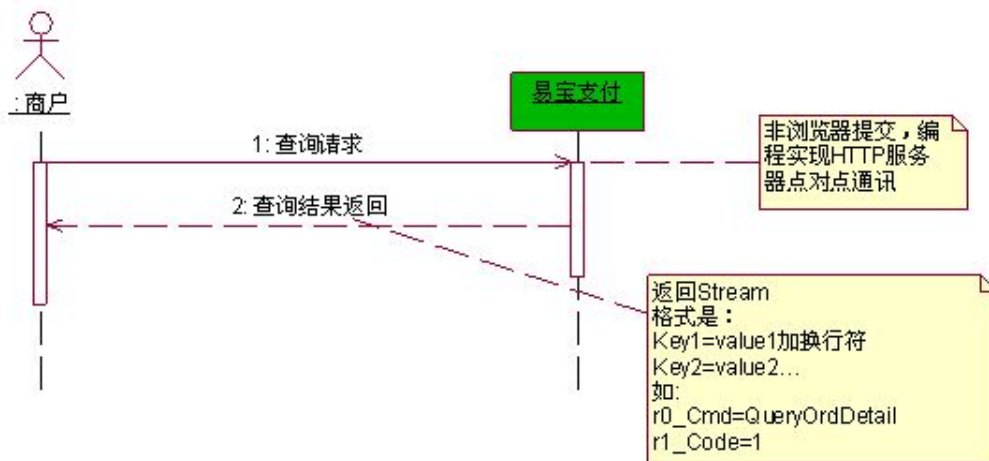 : 商户
易宝支付
1: 查询请求
非浏览器提交，编
程实现HTTP服务
器点对点通讯
2: 查询结果返回
返回Stream
格式是：
Key1=value1加换行符
Key2=value2...
如:
r0_Cmd=QueryOrdDetail
r1_Code=1